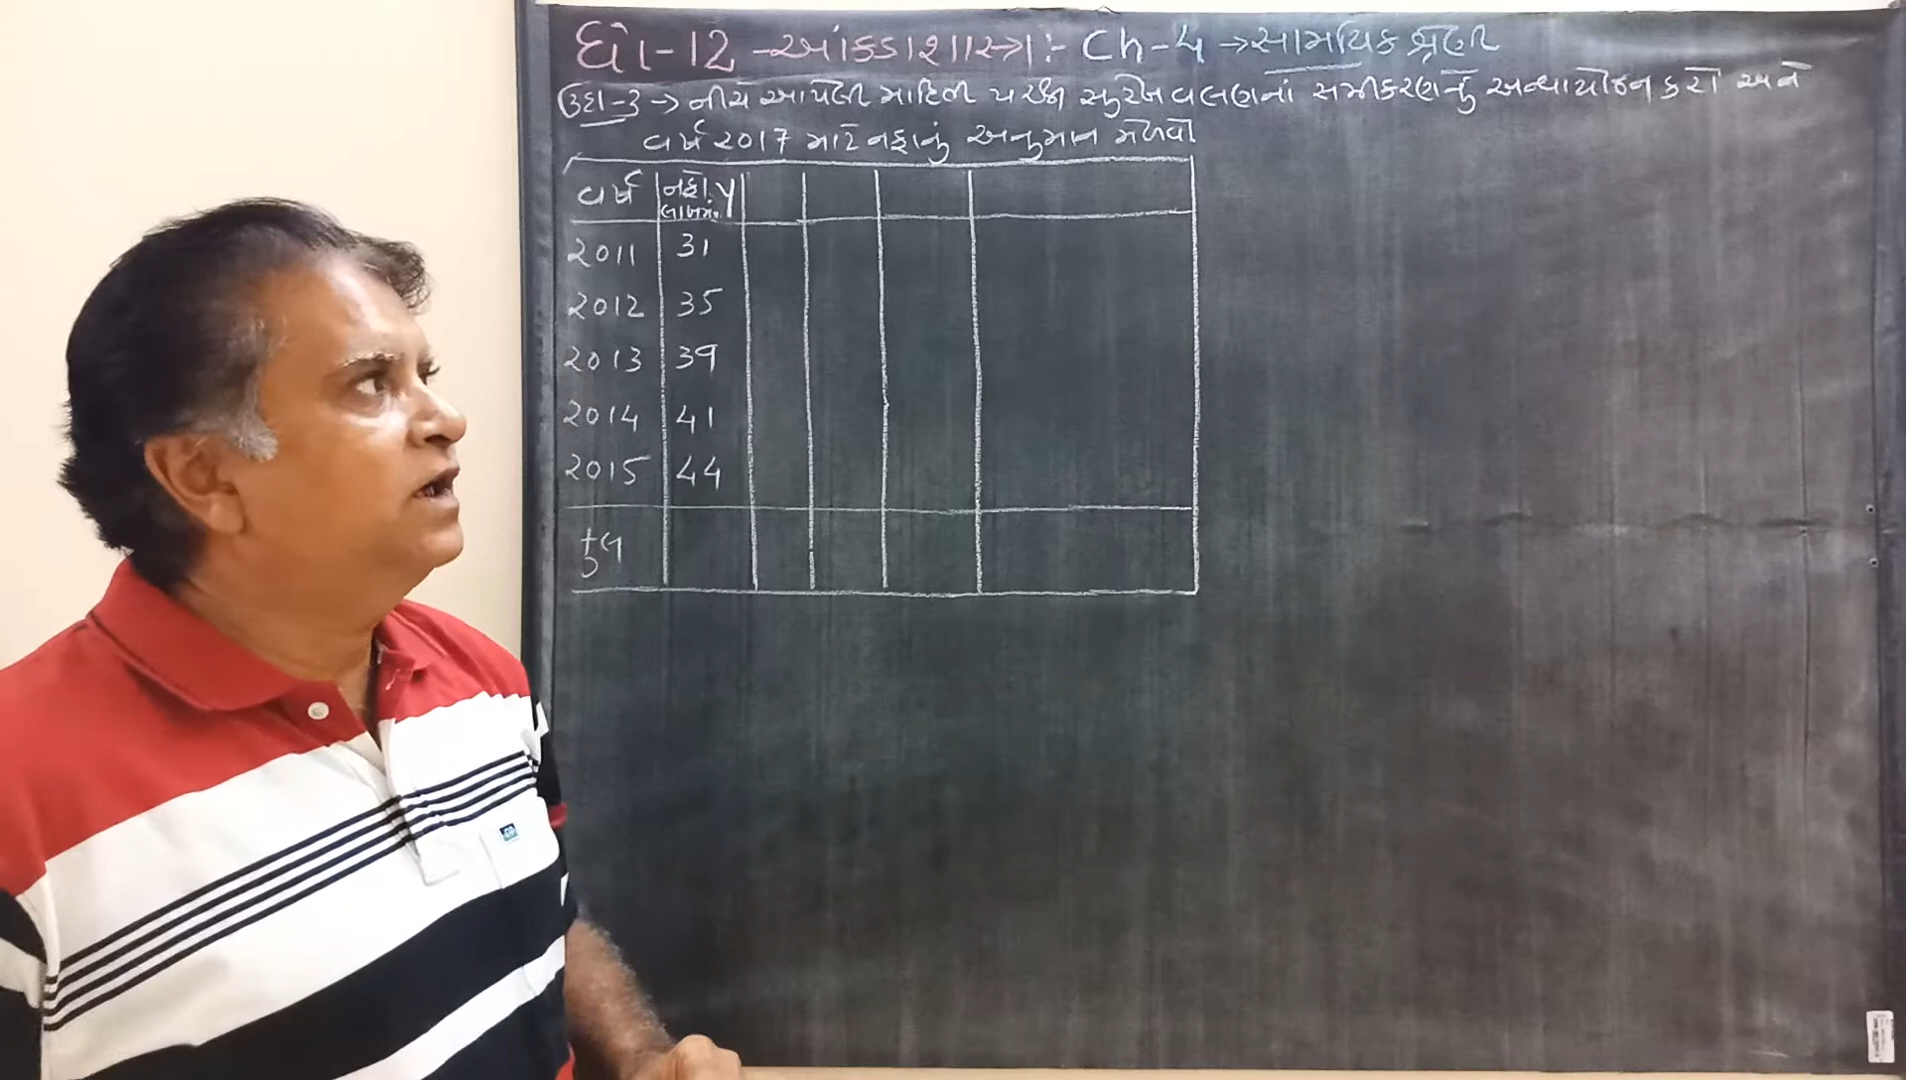 ધો-12 -આંકડાશાસ્ત્ર :- Ch-4 → સામયિક શ્રેણી
ઉદા-3 → નીચે આપેલી માહિતી પરથી સુરેખ વલણનાં સમીકરણનું અન્વાયોજન કરો અને
વર્ષ 2017 માટે નફાનું અનુમાન મેળવો
વર્ષ નફો y
લાખમાં
2011 31
2012 35
2013 39
2014 41
2015 44
કુલ